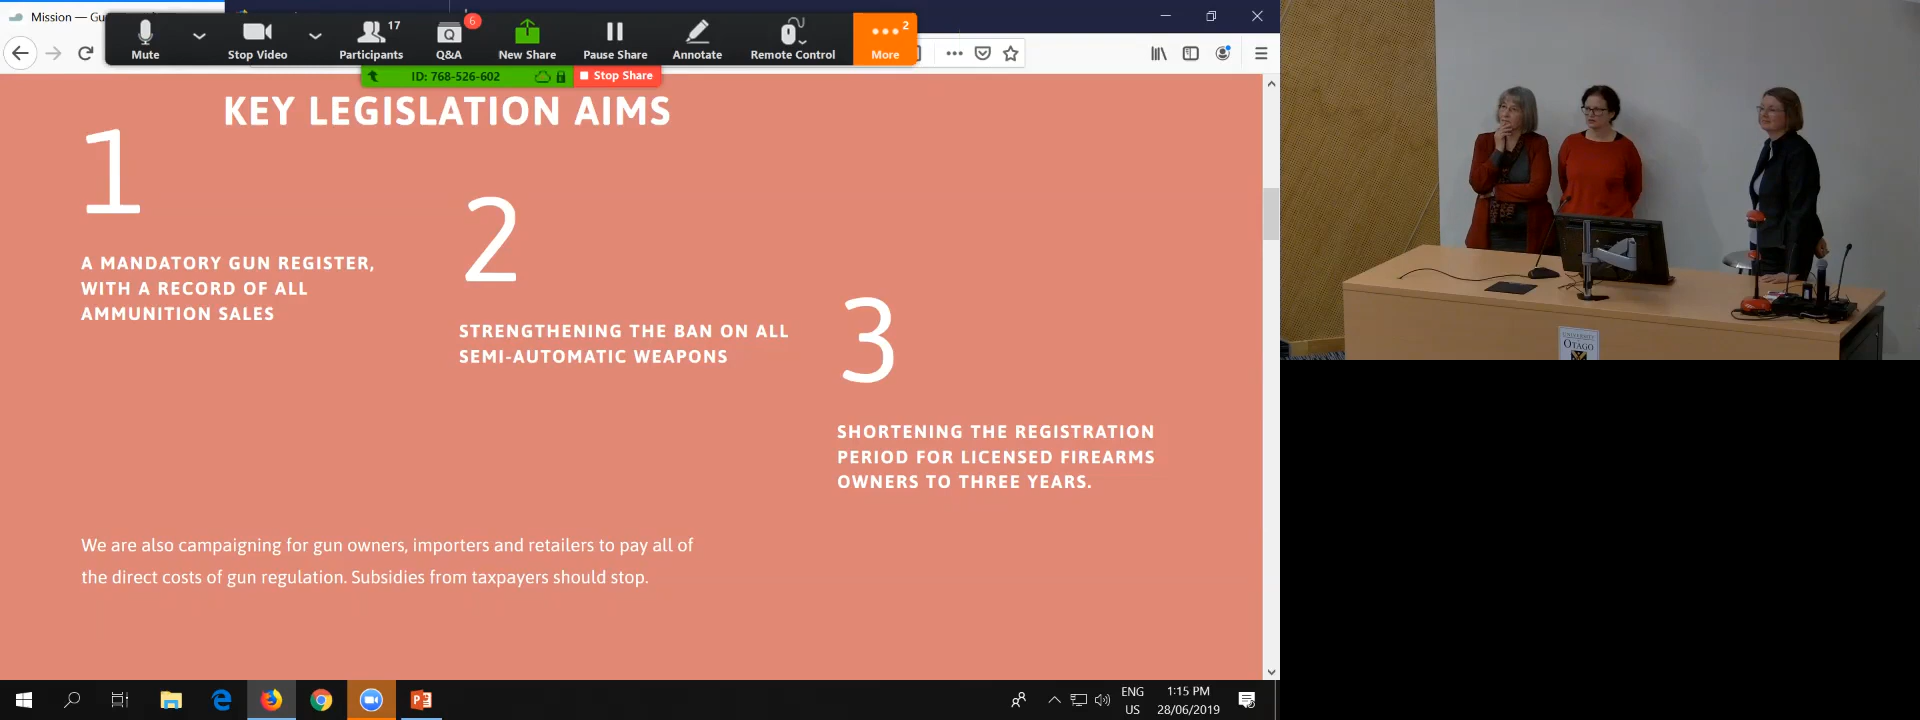 Mission — Gu
Mute
Stop Video
17
Participants
6
Q&A
New Share
Pause Share
Annotate
Remote Control
2
More
ID: 768-526-602
Stop Share
KEY LEGISLATION AIMS
1
A MANDATORY GUN REGISTER,
WITH A RECORD OF ALL
AMMUNITION SALES
2
STRENGTHENING THE BAN ON ALL
SEMI-AUTOMATIC WEAPONS
3
SHORTENING THE REGISTRATION
PERIOD FOR LICENSED FIREARMS
OWNERS TO THREE YEARS.
We are also campaigning for gun owners, importers and retailers to pay all of
the direct costs of gun regulation. Subsidies from taxpayers should stop.
ENG
US
1:15 PM
28/06/2019
UNIVERSITY
OTAGO